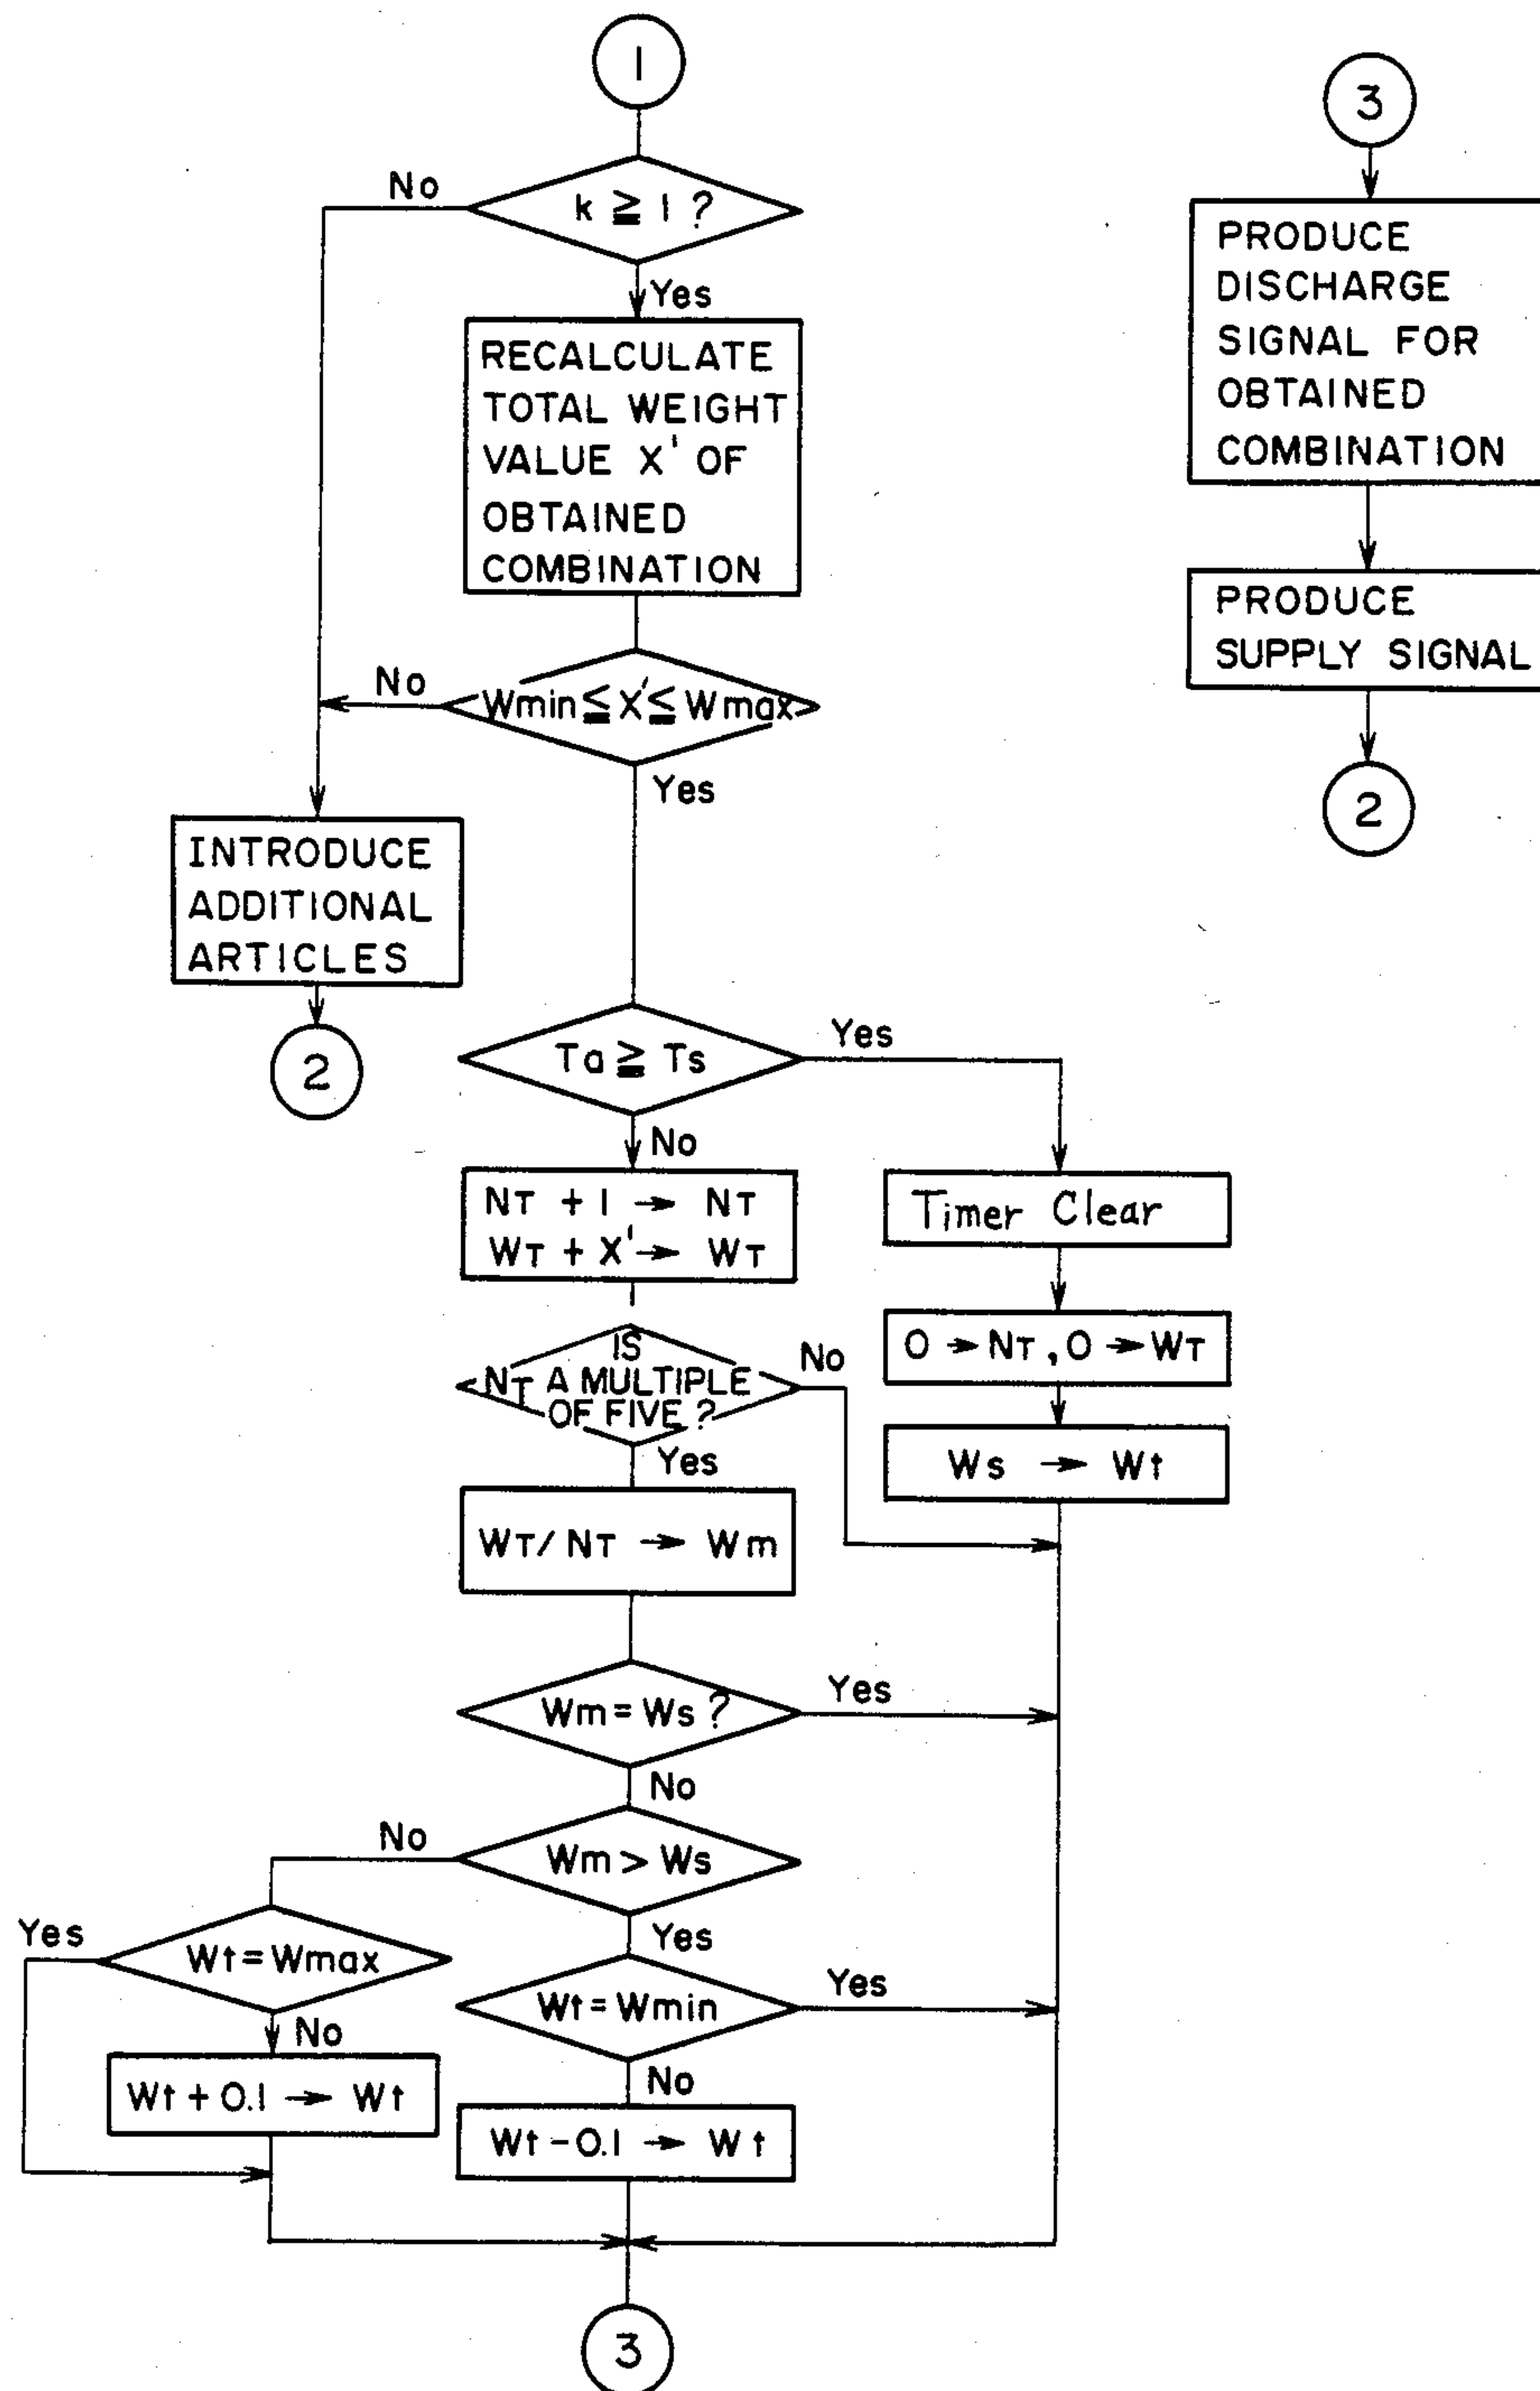 1
k ≧ 1 ?
No
Yes
RECALCULATE
TOTAL WEIGHT
VALUE X' OF
OBTAINED
COMBINATION
Wmin ≦ X' ≦ Wmax
No
Yes
INTRODUCE
ADDITIONAL
ARTICLES
2
Ta ≧ Ts
Yes
No
NT + 1 → NT
WT + X' → WT
Timer Clear
0 → NT, 0 → WT
Ws → Wt
IS
NT A MULTIPLE
OF FIVE ?
No
Yes
WT/NT → Wm
Wm = Ws ?
Yes
No
Wm > Ws
No
Yes
Wt = Wmax
Yes
No
Wt + 0.1 → Wt
Wt = Wmin
Yes
No
Wt - 0.1 → Wt
3
3
PRODUCE
DISCHARGE
SIGNAL FOR
OBTAINED
COMBINATION
PRODUCE
SUPPLY SIGNAL
2